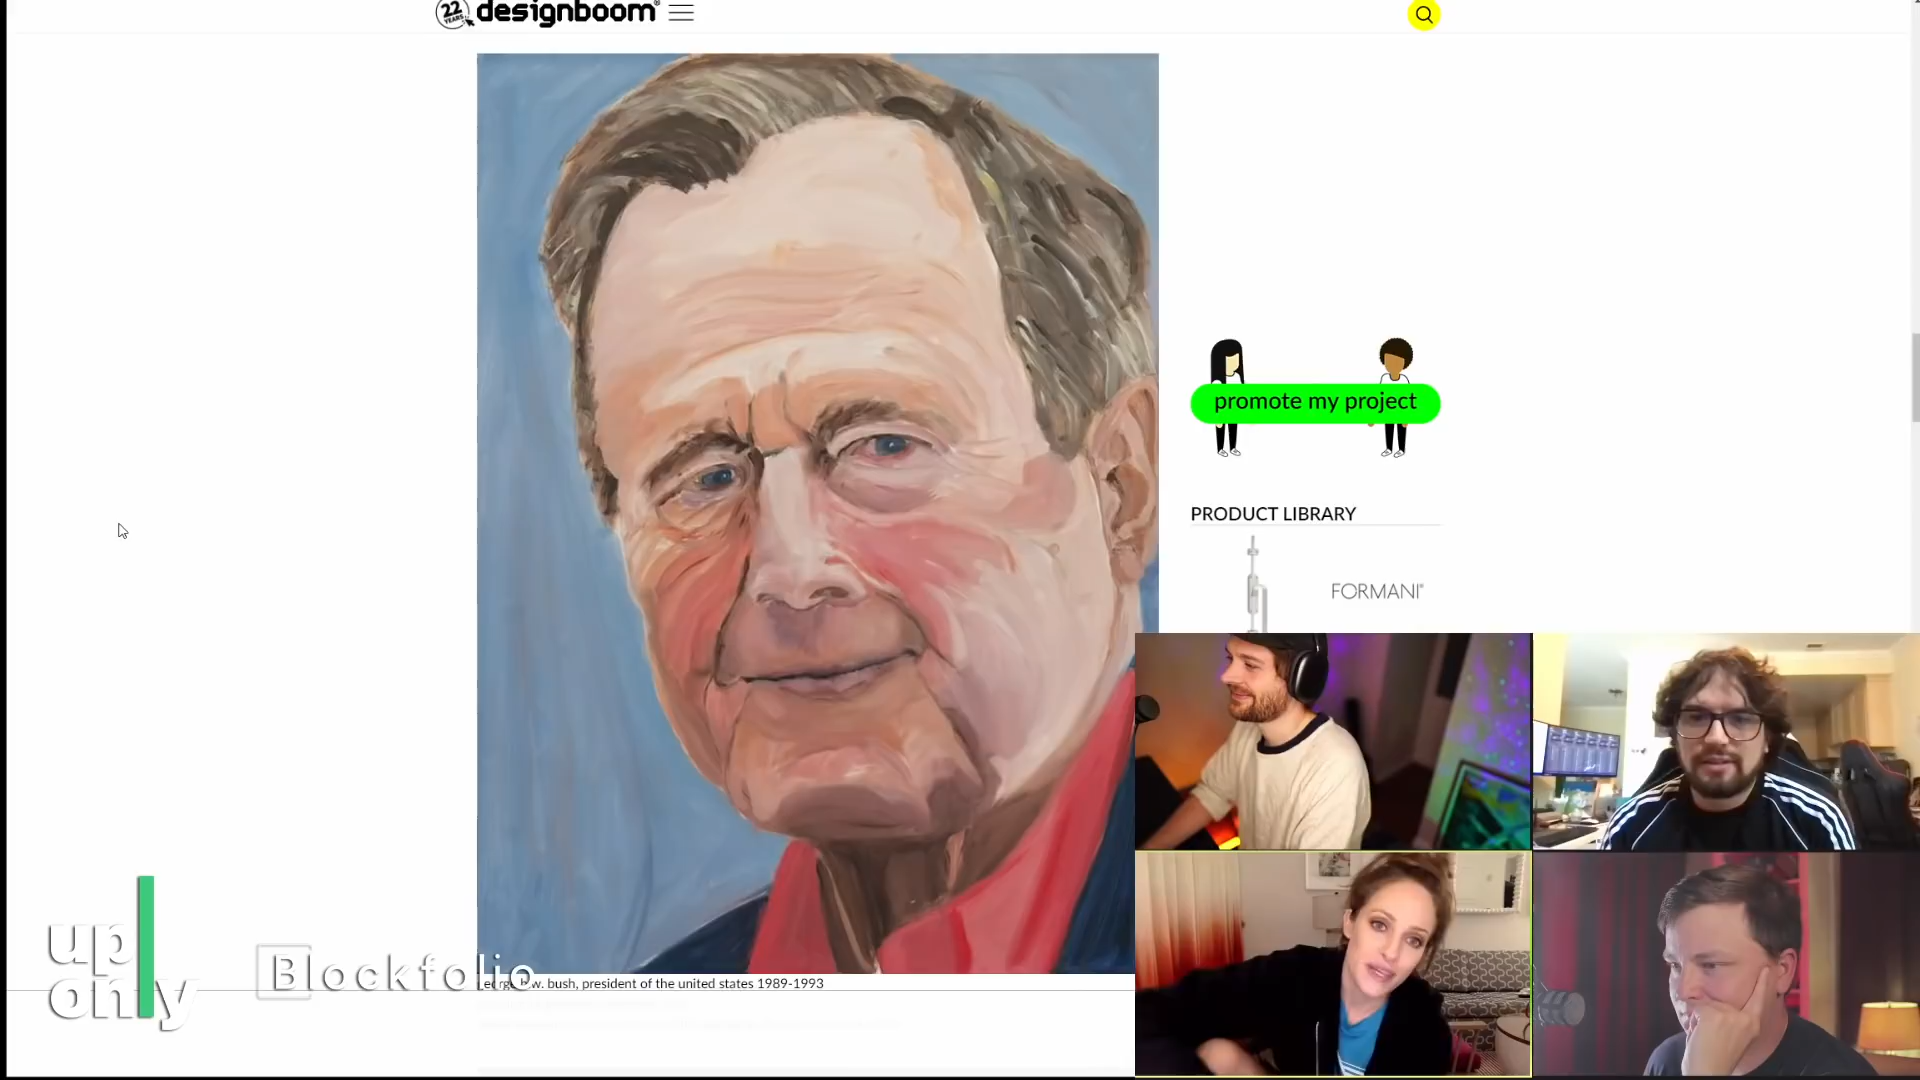 22
YEARS
designboom
promote my project
PRODUCT LIBRARY
FORMANI
up
only
Blockfolio
george h.w. bush, president of the united states 1989-1993